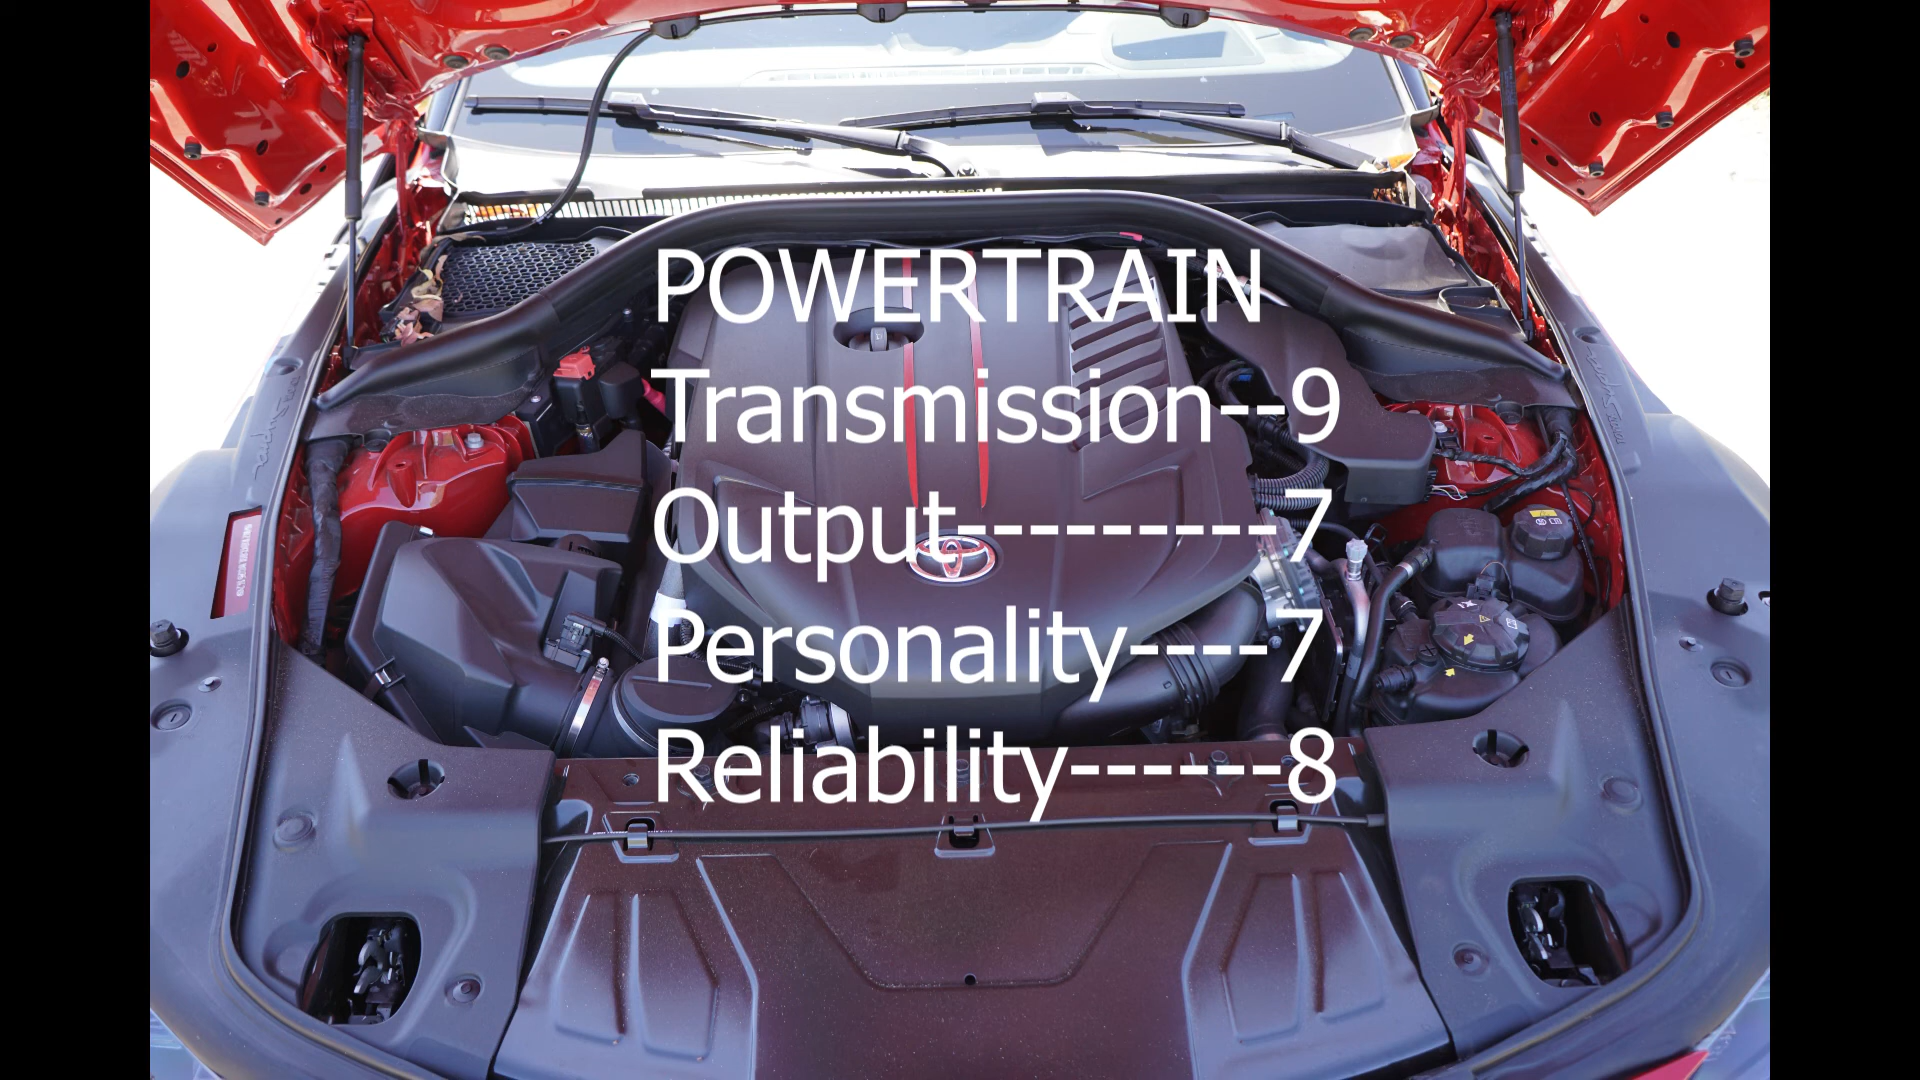 POWERTRAIN
Transmission--9
Output---------7
Personality----7
Reliability------8